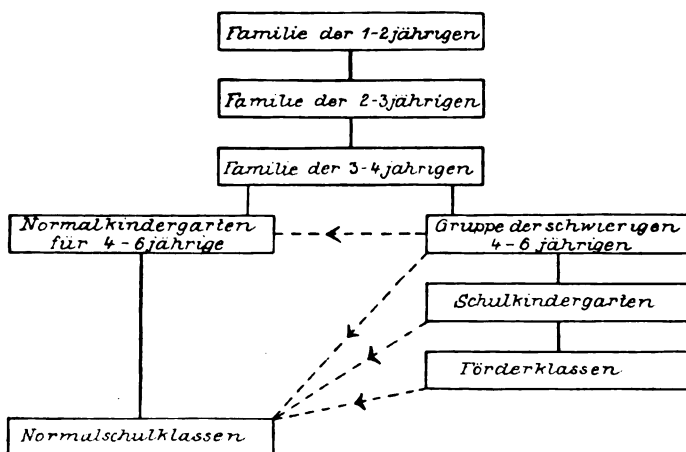 Familie der 1-2jährigen
Familie der 2-3jährigen
Familie der 3-4jahrigen
Normalkindergarten
für 4-6jährige
Gruppe der schwierigen
4-6 jährigen
Schulkindergarten
Förderklassen
Normalschulklassen